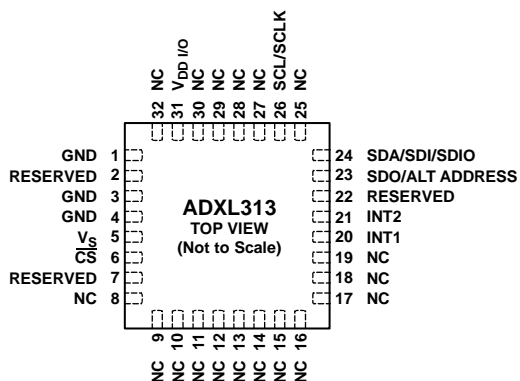 32 NC
31 VDD I/O
30 NC
29 NC
28 NC
27 NC
26 SCL/SCLK
25 NC
GND 1
RESERVED 2
GND 3
GND 4
VS 5
CS 6
RESERVED 7
NC 8
ADXL313
TOP VIEW
(Not to Scale)
24 SDA/SDI/SDIO
23 SDO/ALT ADDRESS
22 RESERVED
21 INT2
20 INT1
19 NC
18 NC
17 NC
NC 9
NC 10
NC 11
NC 12
NC 13
NC 14
NC 15
NC 16